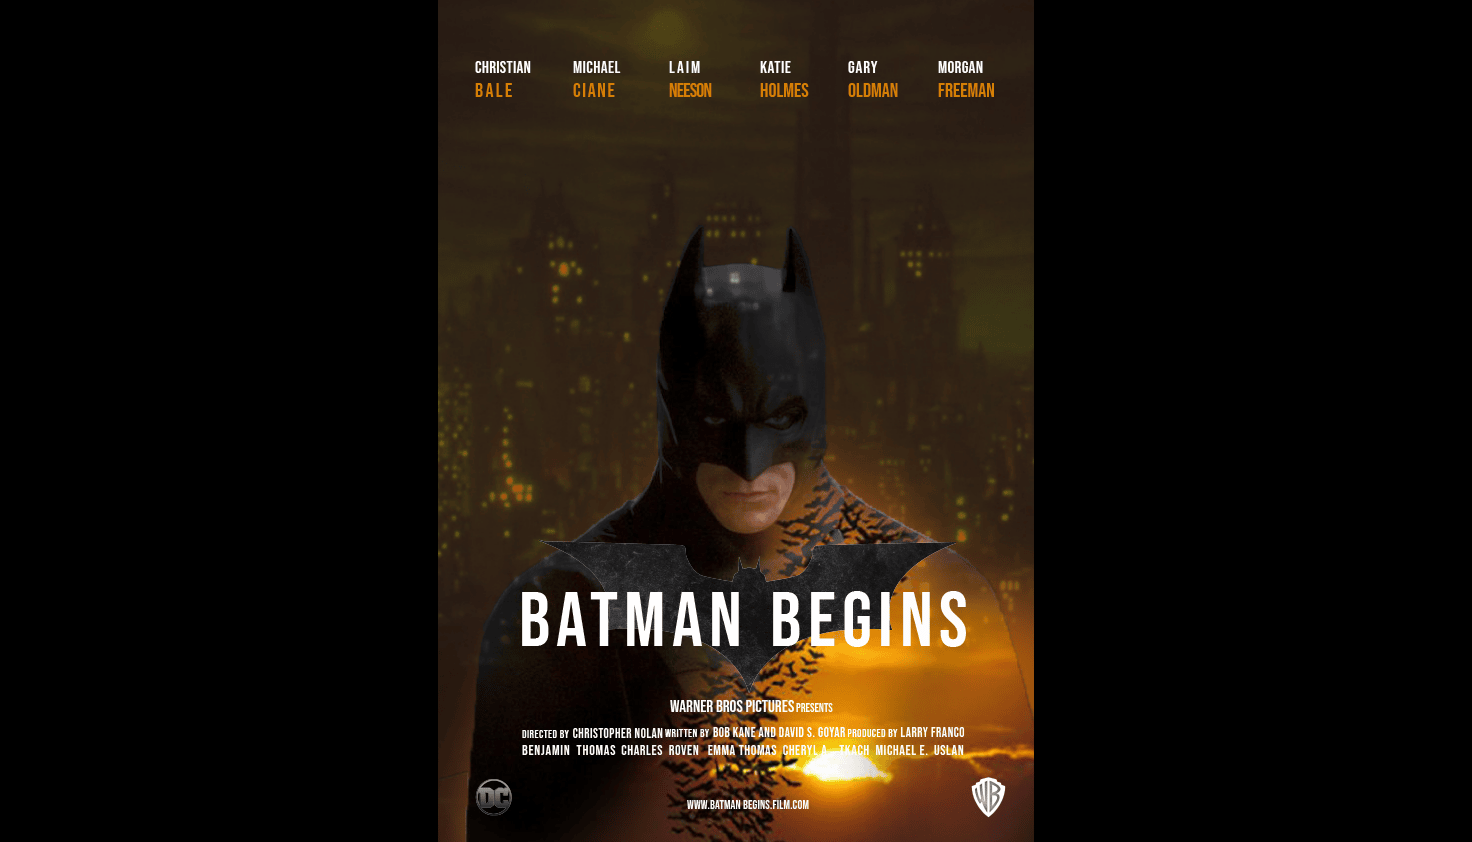 CHRISTIAN MICHAEL LAIM KATIE GARY MORGAN
BALE CIANE NEESON HOLMES OLDMAN FREEMAN
BATMAN BEGINS
WARNER BROS PICTURES PRESENTS
DIRECTED BY CHRISTOPHER NOLAN WRITTEN BY BOB KANE AND DAVID S. GOYAR PRODUCED BY LARRY FRANCO
BENJAMIN THOMAS CHARLES ROVEN EMMA THOMAS CHERYL A. TKACH MICHAEL E. USLAN
DC
WWW.BATMAN BEGINS.FILM.COM
WB